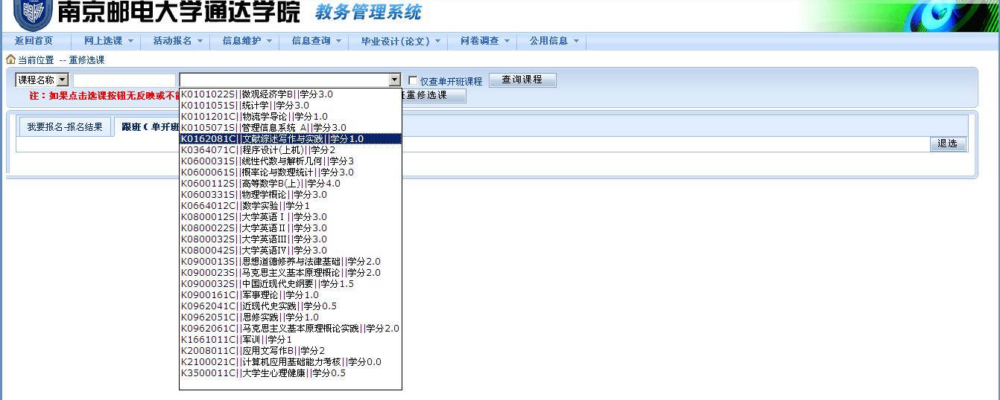 南京邮电大学通达学院 教务管理系统
返回首页 网上选课 活动报名 信息维护 信息查询 毕业设计(论文) 问卷调查 公用信息
当前位置 -- 重修选课
课程名称 仅查单开班课程 查询课程
注：如果点击选课按钮无反映或不 班重修选课
我要报名-报名结果 跟班(单开班
退选
K0101022S||微观经济学B||学分3.0
K0101051S||统计学||学分3.0
K0101201C||物流学导论||学分1.0
K0105071S||管理信息系统 A||学分3.0
K0162081C||文献综述写作与实践||学分1.0
K0364071C||程序设计(上机)||学分2
K0600031S||线性代数与解析几何||学分3
K0600061S||概率论与数理统计||学分3.0
K0600112S||高等数学B(上)||学分4.0
K0600331S||物理学概论||学分3.0
K0664012C||数学实验||学分1
K0800012S||大学英语Ⅰ||学分3.0
K0800022S||大学英语Ⅱ||学分3.0
K0800032S||大学英语Ⅲ||学分3.0
K0800042S||大学英语Ⅳ||学分3.0
K0900013S||思想道德修养与法律基础||学分2.0
K0900023S||马克思主义基本原理概论||学分2.0
K0900032S||中国近现代史纲要||学分1.5
K0900161C||军事理论||学分1.0
K0962041C||近现代史实践||学分0.5
K0962051C||思修实践||学分1.0
K0962061C||马克思主义基本原理概论实践||学分2.0
K1661011C||军训||学分1
K2008011C||应用文写作B||学分2
K2100021C||计算机应用基础能力考核||学分0.0
K3500011C||大学生心理健康||学分0.5